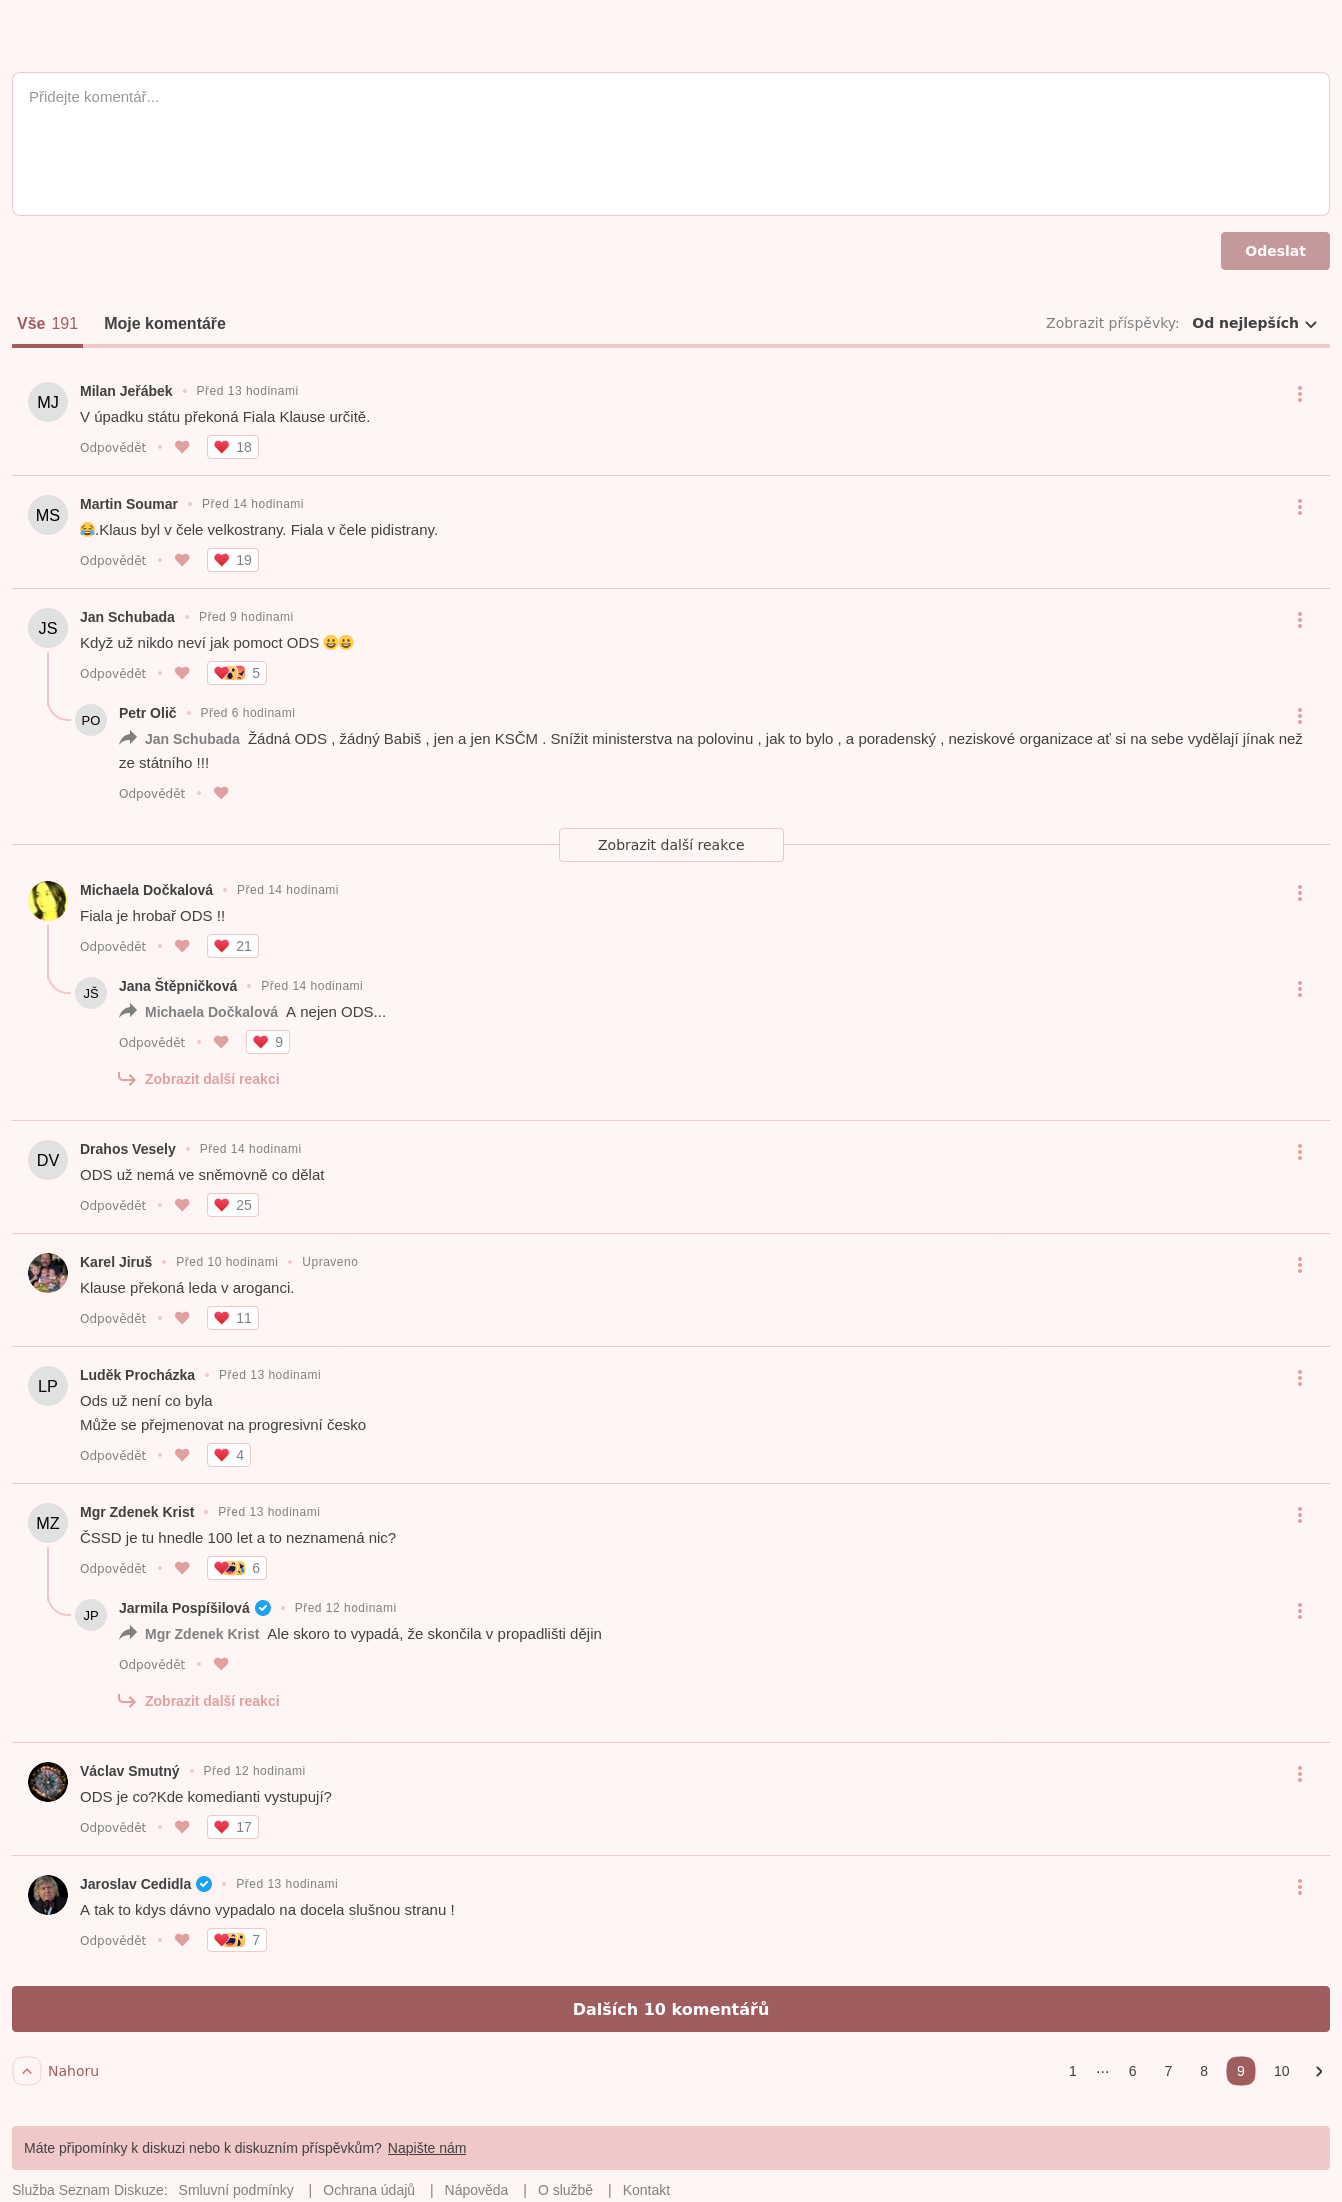 Přidejte komentář...
Odeslat
Vše 191 Moje komentáře Zobrazit příspěvky: Od nejlepších
MJ Milan Jeřábek • Před 13 hodinami
V úpadku státu překoná Fiala Klause určitě.
Odpovědět • 18
MS Martin Soumar • Před 14 hodinami
😂.Klaus byl v čele velkostrany. Fiala v čele pidistrany.
Odpovědět • 19
JS Jan Schubada • Před 9 hodinami
Když už nikdo neví jak pomoct ODS 😀😀
Odpovědět • 5
PO Petr Olič • Před 6 hodinami
Jan Schubada Žádná ODS , žádný Babiš , jen a jen KSČM . Snížit ministerstva na polovinu , jak to bylo , a poradenský , neziskové organizace ať si na sebe vydělají jínak než
ze státního !!!
Odpovědět •
Zobrazit další reakce
Michaela Dočkalová • Před 14 hodinami
Fiala je hrobař ODS !!
Odpovědět • 21
JŠ Jana Štěpničková • Před 14 hodinami
Michaela Dočkalová A nejen ODS...
Odpovědět • 9
Zobrazit další reakci
DV Drahos Vesely • Před 14 hodinami
ODS už nemá ve sněmovně co dělat
Odpovědět • 25
Karel Jiruš • Před 10 hodinami • Upraveno
Klause překoná leda v aroganci.
Odpovědět • 11
LP Luděk Procházka • Před 13 hodinami
Ods už není co byla
Může se přejmenovat na progresivní česko
Odpovědět • 4
MZ Mgr Zdenek Krist • Před 13 hodinami
ČSSD je tu hnedle 100 let a to neznamená nic?
Odpovědět • 6
JP Jarmila Pospíšilová • Před 12 hodinami
Mgr Zdenek Krist Ale skoro to vypadá, že skončila v propadlišti dějin
Odpovědět •
Zobrazit další reakci
Václav Smutný • Před 12 hodinami
ODS je co?Kde komedianti vystupují?
Odpovědět • 17
Jaroslav Cedidla • Před 13 hodinami
A tak to kdys dávno vypadalo na docela slušnou stranu !
Odpovědět • 7
Dalších 10 komentářů
Nahoru 1 ··· 6 7 8 9 10
Máte připomínky k diskuzi nebo k diskuzním příspěvkům? Napište nám
Služba Seznam Diskuze: Smluvní podmínky | Ochrana údajů | Nápověda | O službě | Kontakt